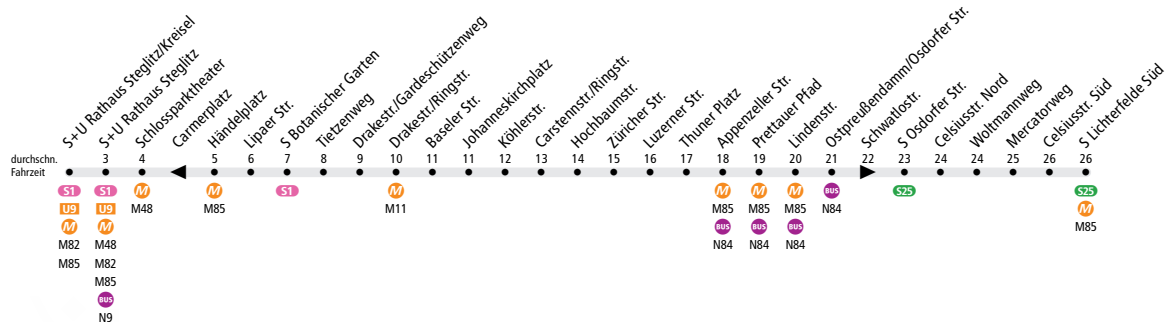 S+U Rathaus Steglitz/Kreisel
S+U Rathaus Steglitz
Schlossparktheater
Carmerplatz
Händelplatz
Lipaer Str.
S Botanischer Garten
Tietzenweg
Drakestr./Gardeschützenweg
Drakestr./Ringstr.
Baseler Str.
Johanneskirchplatz
Köhlerstr.
Carstennstr./Ringstr.
Hochbaumstr.
Züricher Str.
Luzerner Str.
Thuner Platz
Appenzeller Str.
Prettauer Pfad
Lindenstr.
Ostpreußendamm/Osdorfer Str.
Schwatlostr.
S Osdorfer Str.
Celsiusstr. Nord
Woltmannweg
Mercatorweg
Celsiusstr. Süd
S Lichterfelde Süd
durchschn. 3 4 5 6 7 8 9 10 11 11 12 13 14 15 16 17 18 19 20 21 22 23 24 24 25 26 26
Fahrzeit
S1 S1 M M S1 M M M M BUS S25 S25
U9 U9 M48 M85 M11 M85 M85 M85 N84 M
M M BUS BUS BUS M85
M82 M48 N84 N84 N84
M85 M82
M85
BUS
N9